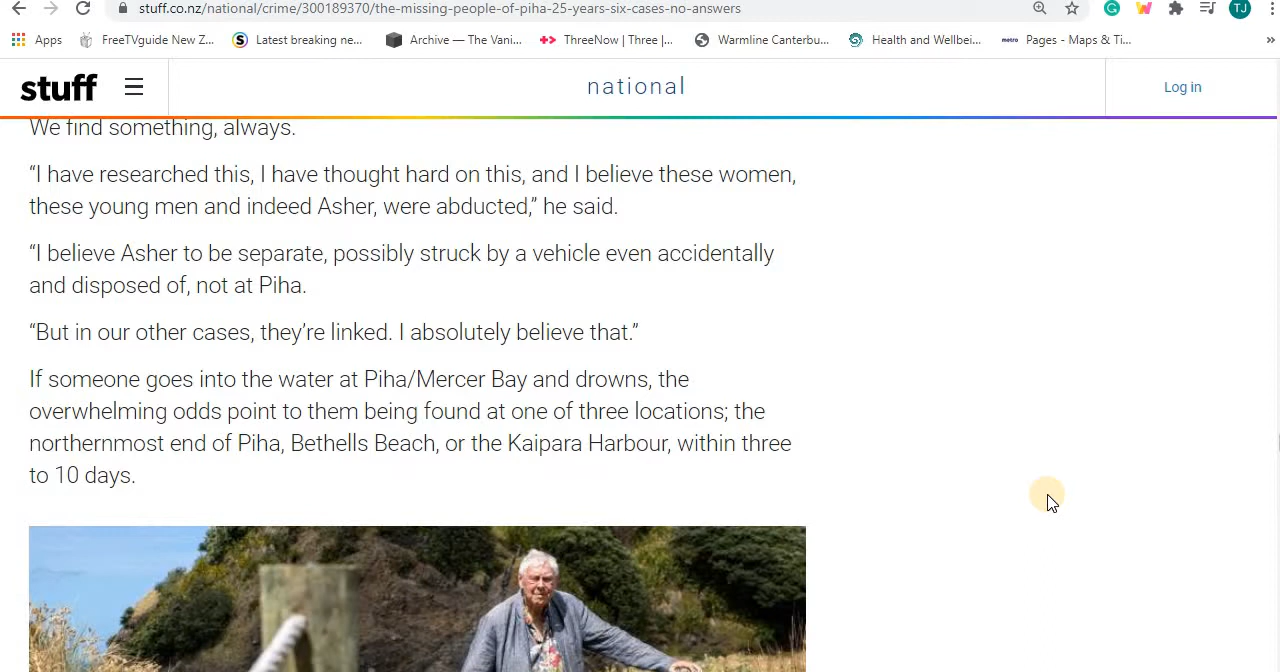 stuff.co.nz/national/crime/300189370/the-missing-people-of-piha-25-years-six-cases-no-answers
TJ
Apps
FreeTVguide New Z...
Latest breaking ne...
Archive — The Vani...
ThreeNow | Three |...
Warmline Canterbu...
Health and Wellbei...
metro
Pages - Maps & Ti...
»
stuff
national
Log in
We find something, always.
“I have researched this, I have thought hard on this, and I believe these women,
these young men and indeed Asher, were abducted,” he said.
“I believe Asher to be separate, possibly struck by a vehicle even accidentally
and disposed of, not at Piha.
“But in our other cases, they’re linked. I absolutely believe that.”
If someone goes into the water at Piha/Mercer Bay and drowns, the
overwhelming odds point to them being found at one of three locations; the
northernmost end of Piha, Bethells Beach, or the Kaipara Harbour, within three
to 10 days.